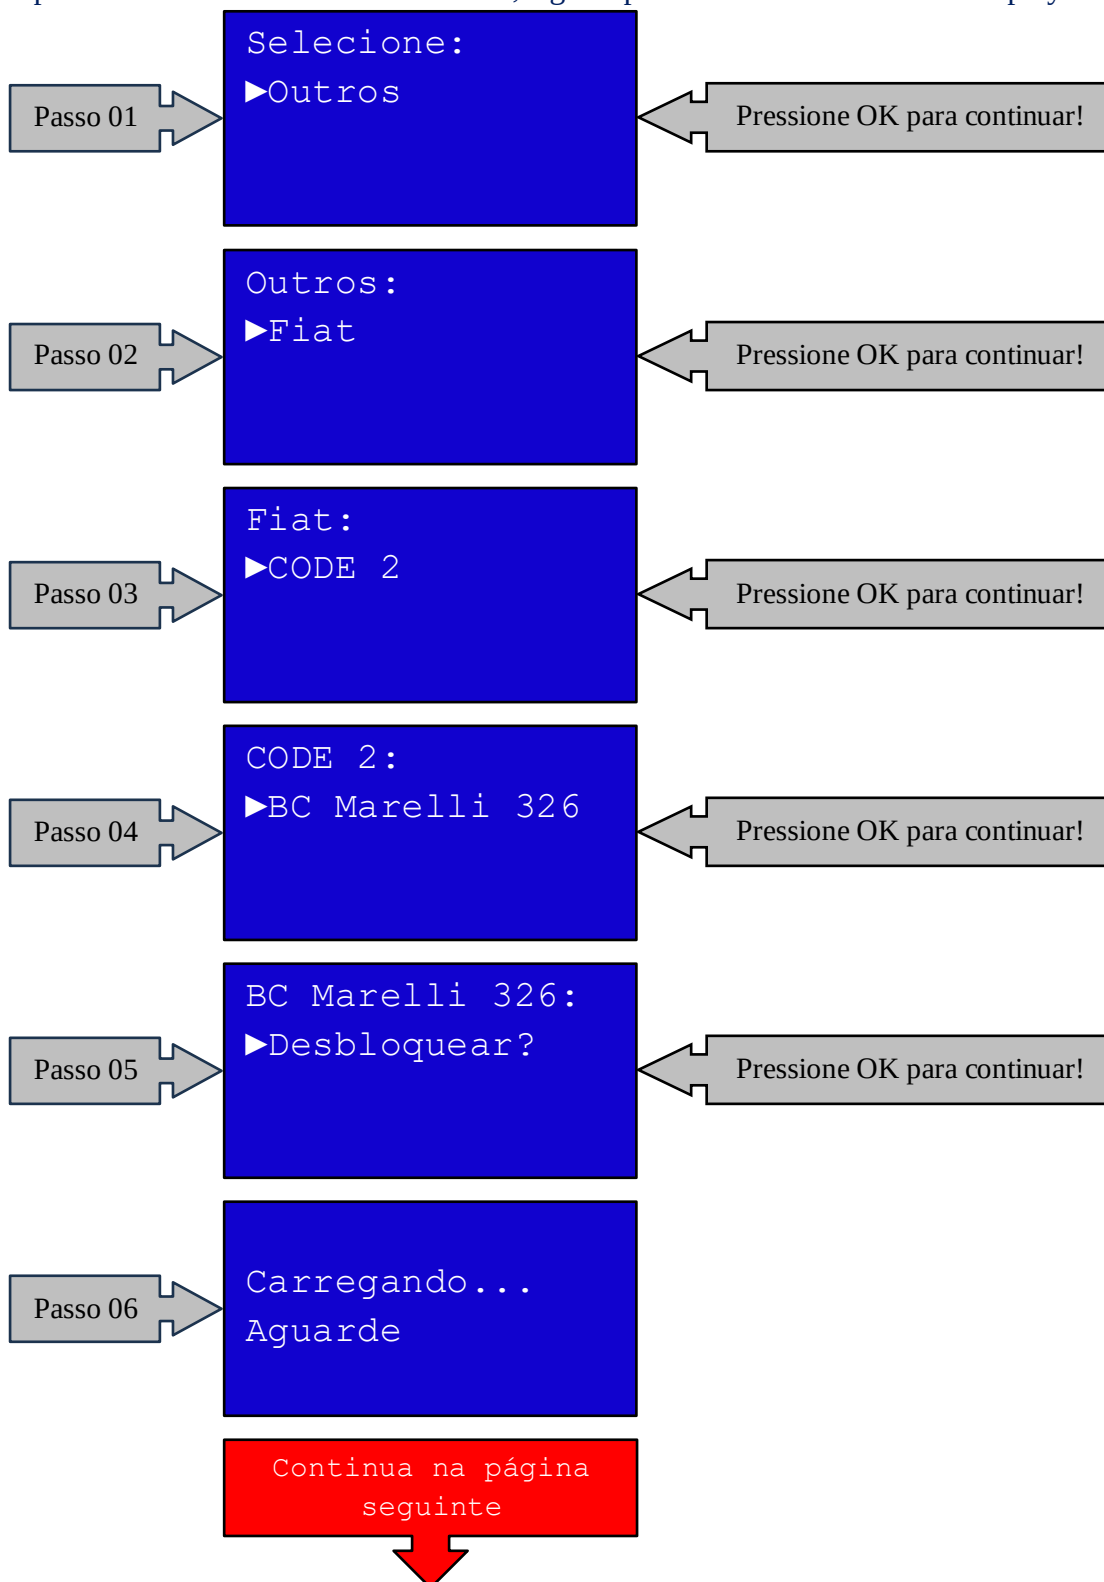 Selecione:
►Outros
Passo 01
Pressione OK para continuar!
Outros:
►Fiat
Passo 02
Pressione OK para continuar!
Fiat:
►CODE 2
Passo 03
Pressione OK para continuar!
CODE 2:
►BC Marelli 326
Passo 04
Pressione OK para continuar!
BC Marelli 326:
►Desbloquear?
Passo 05
Pressione OK para continuar!
Carregando...
Aguarde
Passo 06
Continua na página
seguinte